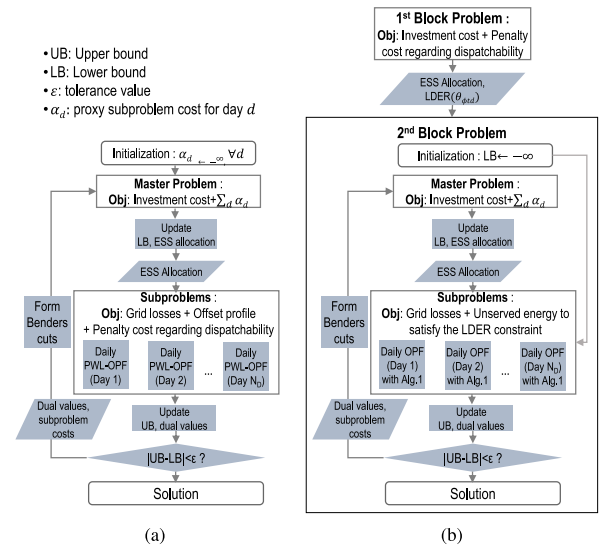 • UB: Upper bound
• LB: Lower bound
• ε: tolerance value
• α_d: proxy subproblem cost for day d
Initialization : α_d ← −∞, ∀d
Master Problem :
Obj: Investment cost+∑_d α_d
Update
LB, ESS allocation
ESS Allocation
Subproblems :
Obj: Grid losses + Offset profile
+ Penalty cost regarding dispatchability
Daily
PWL-OPF
(Day 1)
Daily
PWL-OPF
(Day 2)
...
Daily
PWL-OPF
(Day N_D)
Form
Benders
cuts
Dual values,
subproblem
costs
Update
UB, dual values
|UB-LB|<ε ?
Solution
(a)
1st Block Problem :
Obj: Investment cost + Penalty
cost regarding dispatchability
ESS Allocation,
LDER(θ_ϕtd)
2nd Block Problem
Initialization : LB← −∞
Master Problem :
Obj: Investment cost+∑_d α_d
Update
LB, ESS allocation
ESS Allocation
Subproblems :
Obj: Grid losses + Unserved energy to
satisfy the LDER constraint
Daily OPF
(Day 1)
with Alg.1
Daily OPF
(Day 2)
with Alg.1
...
Daily OPF
(Day N_D)
with Alg.1
Form
Benders
cuts
Dual values,
subproblem
costs
Update
UB, dual values
|UB-LB|<ε ?
Solution
(b)